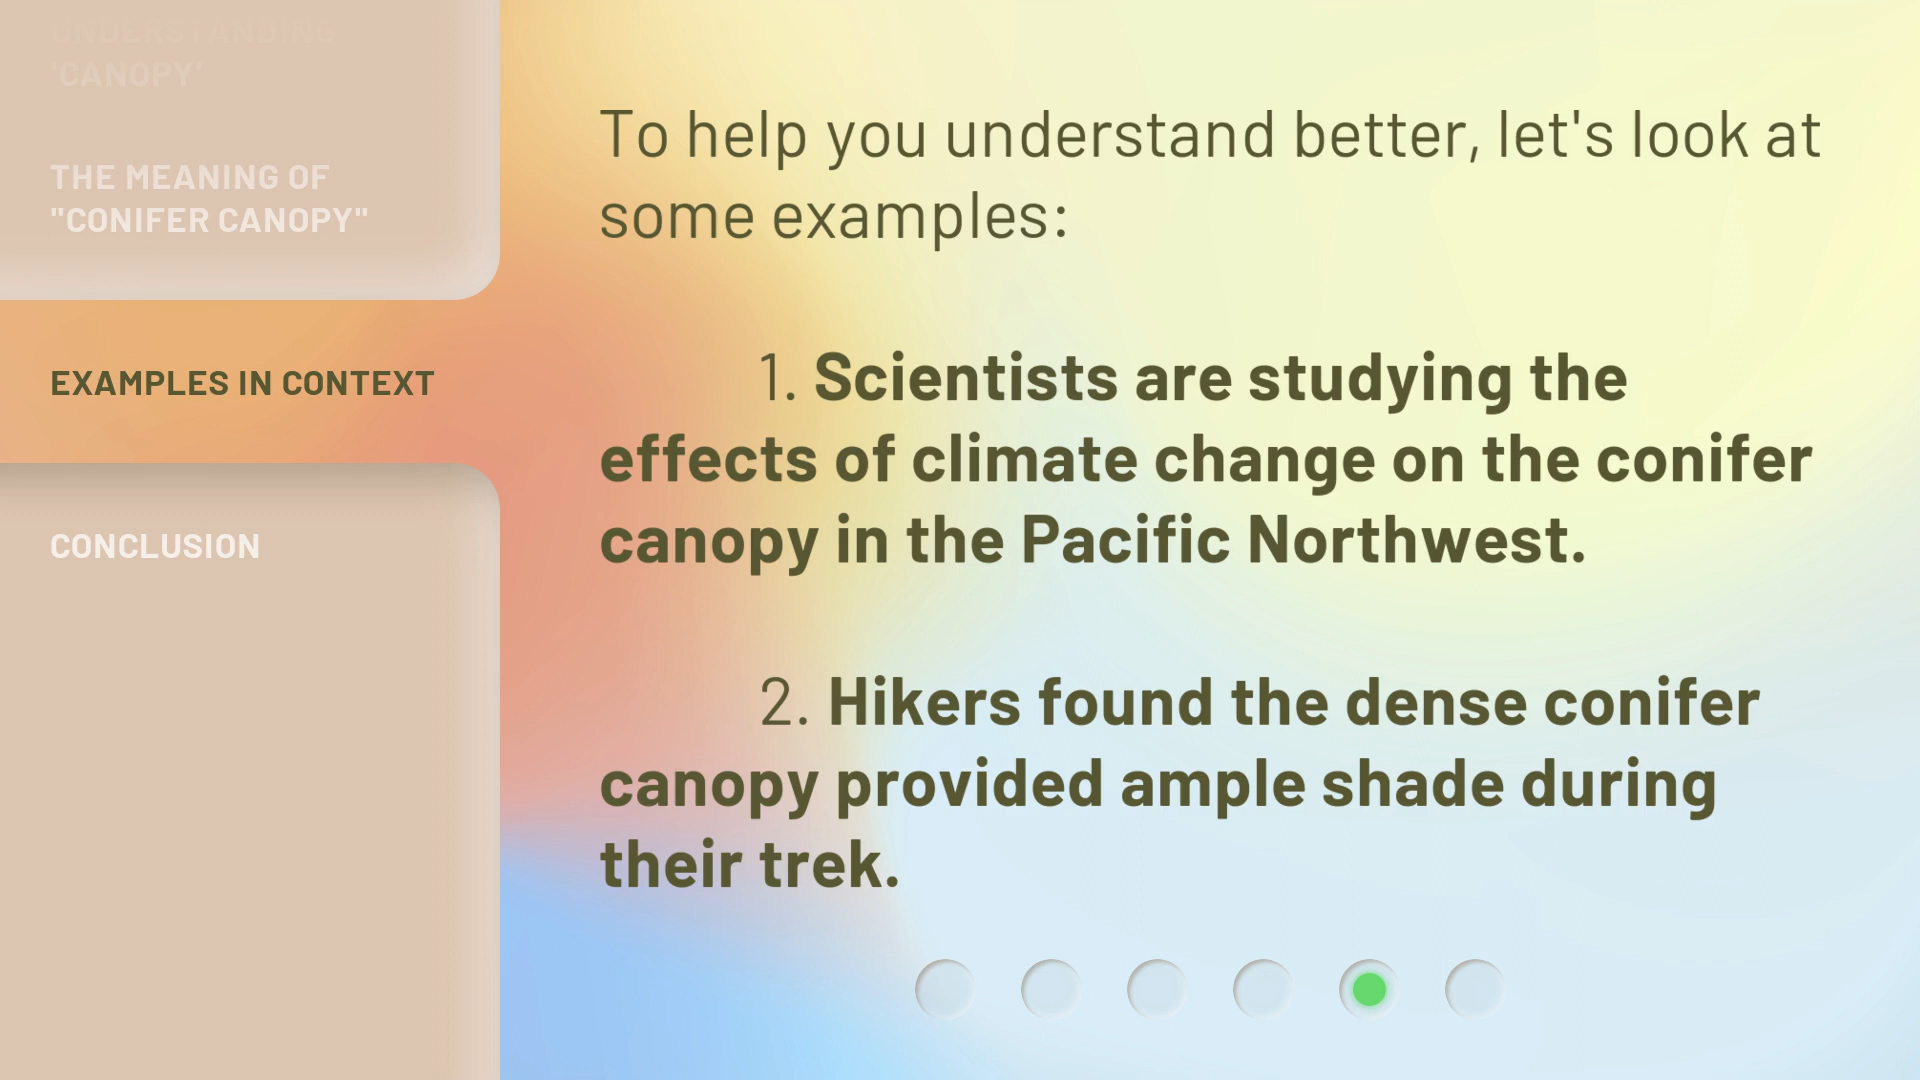 UNDERSTANDING
'CANOPY'
THE MEANING OF
"CONIFER CANOPY"
EXAMPLES IN CONTEXT
CONCLUSION
To help you understand better, let's look at
some examples:
1. Scientists are studying the
effects of climate change on the conifer
canopy in the Pacific Northwest.
2. Hikers found the dense conifer
canopy provided ample shade during
their trek.